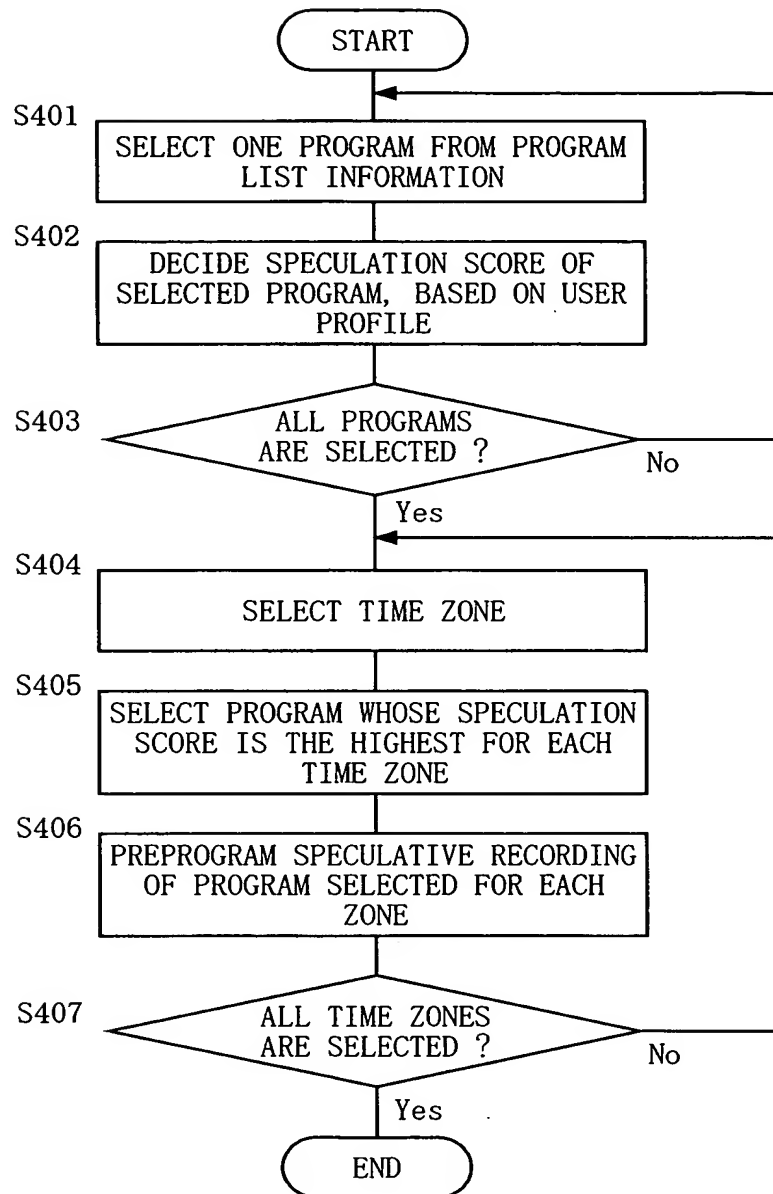 START
S401
SELECT ONE PROGRAM FROM PROGRAM
LIST INFORMATION
S402
DECIDE SPECULATION SCORE OF
SELECTED PROGRAM, BASED ON USER
PROFILE
S403
ALL PROGRAMS
ARE SELECTED ?
No
Yes
S404
SELECT TIME ZONE
S405
SELECT PROGRAM WHOSE SPECULATION
SCORE IS THE HIGHEST FOR EACH
TIME ZONE
S406
PREPROGRAM SPECULATIVE RECORDING
OF PROGRAM SELECTED FOR EACH
ZONE
S407
ALL TIME ZONES
ARE SELECTED ?
No
Yes
END